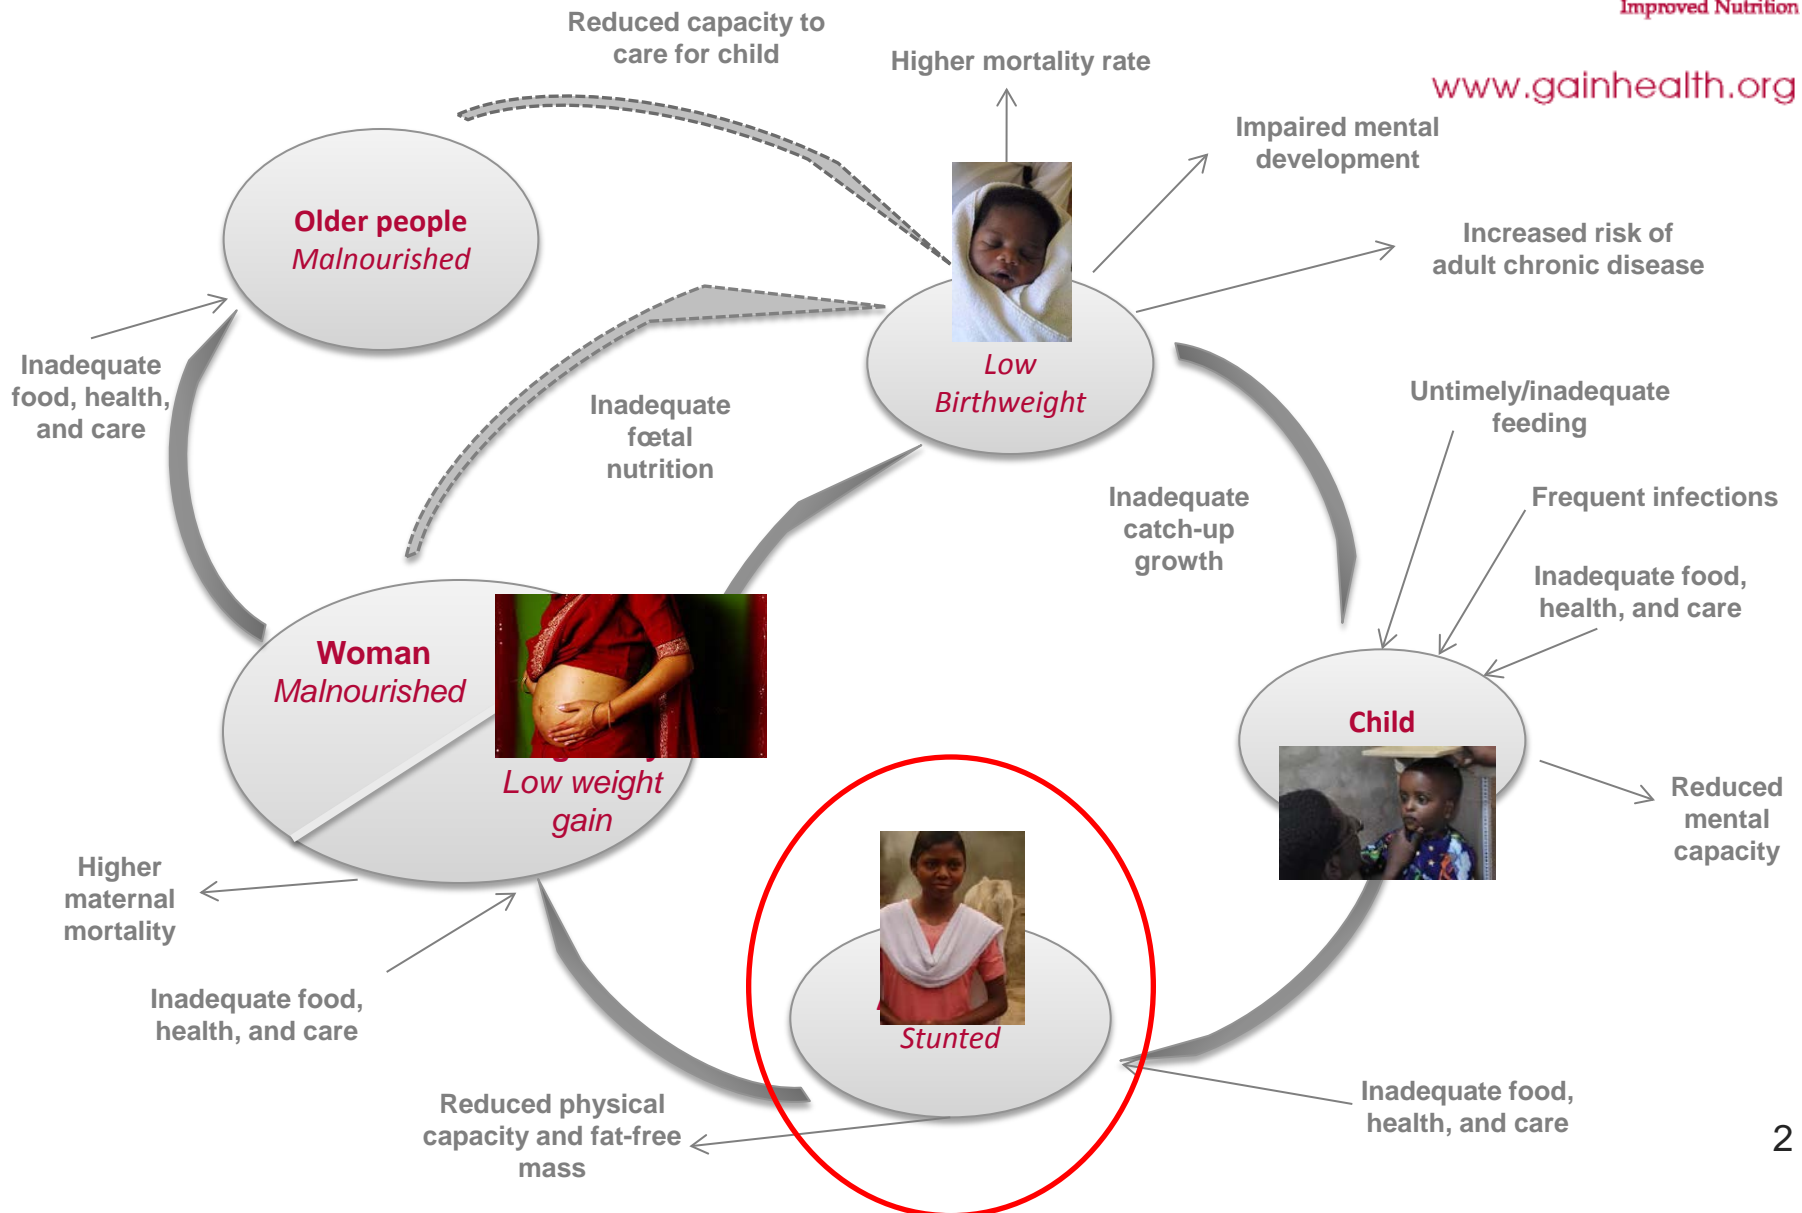 Improved Nutrition
www.gainhealth.org
Reduced capacity to
care for child
Higher mortality rate
Impaired mental
development
Increased risk of
adult chronic disease
Older people
Malnourished
Inadequate
food, health,
and care
Inadequate
fœtal
nutrition
Low
Birthweight
Untimely/inadequate
feeding
Inadequate
catch-up
growth
Frequent infections
Inadequate food,
health, and care
Woman
Malnourished
Low weight
gain
Child
Reduced
mental
capacity
Higher
maternal
mortality
Inadequate food,
health, and care
Stunted
Reduced physical
capacity and fat-free
mass
Inadequate food,
health, and care
2